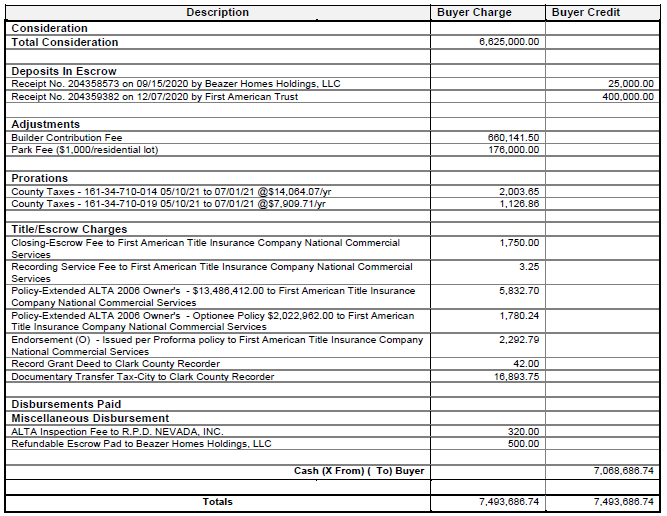 Description Buyer Charge Buyer Credit
Consideration
Total Consideration 6,625,000.00
Deposits In Escrow
Receipt No. 204358573 on 09/15/2020 by Beazer Homes Holdings, LLC 25,000.00
Receipt No. 204359382 on 12/07/2020 by First American Trust 400,000.00
Adjustments
Builder Contribution Fee 660,141.50
Park Fee ($1,000/residential lot) 176,000.00
Prorations
County Taxes - 161-34-710-014 05/10/21 to 07/01/21 @$14,064.07/yr 2,003.65
County Taxes - 161-34-710-019 05/10/21 to 07/01/21 @$7,909.71/yr 1,126.86
Title/Escrow Charges
Closing-Escrow Fee to First American Title Insurance Company National Commercial 1,750.00
Services
Recording Service Fee to First American Title Insurance Company National Commercial 3.25
Services
Policy-Extended ALTA 2006 Owner's - $13,486,412.00 to First American Title Insurance 5,832.70
Company National Commercial Services
Policy-Extended ALTA 2006 Owner's - Optionee Policy $2,022,962.00 to First American 1,780.24
Title Insurance Company National Commercial Services
Endorsement (O) - Issued per Proforma policy to First American Title Insurance Company 2,292.79
National Commercial Services
Record Grant Deed to Clark County Recorder 42.00
Documentary Transfer Tax-City to Clark County Recorder 16,893.75
Disbursements Paid
Miscellaneous Disbursement
ALTA Inspection Fee to R.P.D. NEVADA, INC. 320.00
Refundable Escrow Pad to Beazer Homes Holdings, LLC 500.00
Cash (X From) ( To) Buyer 7,068,686.74
Totals 7,493,686.74 7,493,686.74